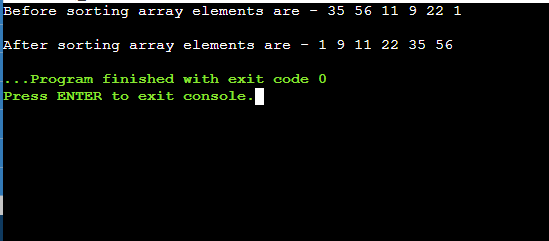 Before sorting array elements are - 35 56 11 9 22 1
After sorting array elements are - 1 9 11 22 35 56
...Program finished with exit code 0
Press ENTER to exit console.